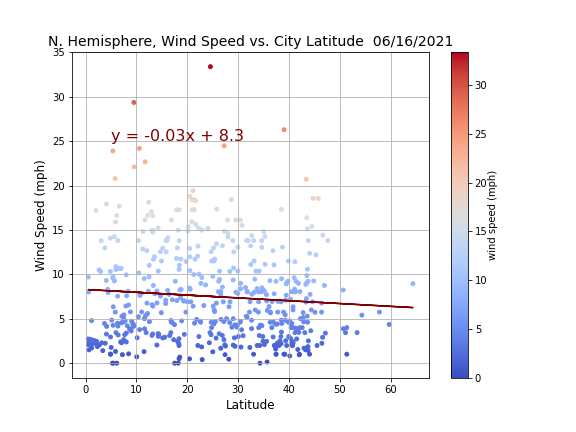 N. Hemisphere, Wind Speed vs. City Latitude 06/16/2021
35
30
25
20
15
10
5
0
Wind Speed (mph)
y = -0.03x + 8.3
0 10 20 30 40 50 60
Latitude
30
25
20
15
10
5
0
wind speed (mph)